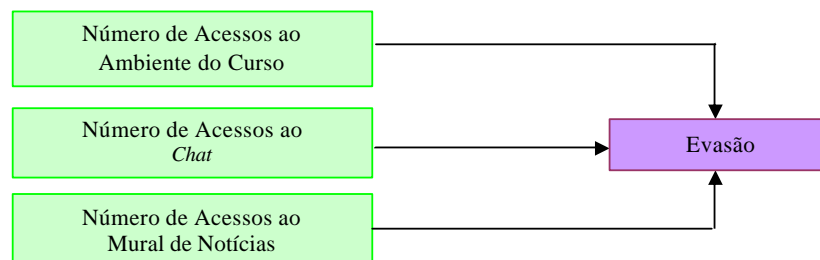 Número de Acessos ao
Ambiente do Curso
Número de Acessos ao
Chat
Evasão
Número de Acessos ao
Mural de Notícias